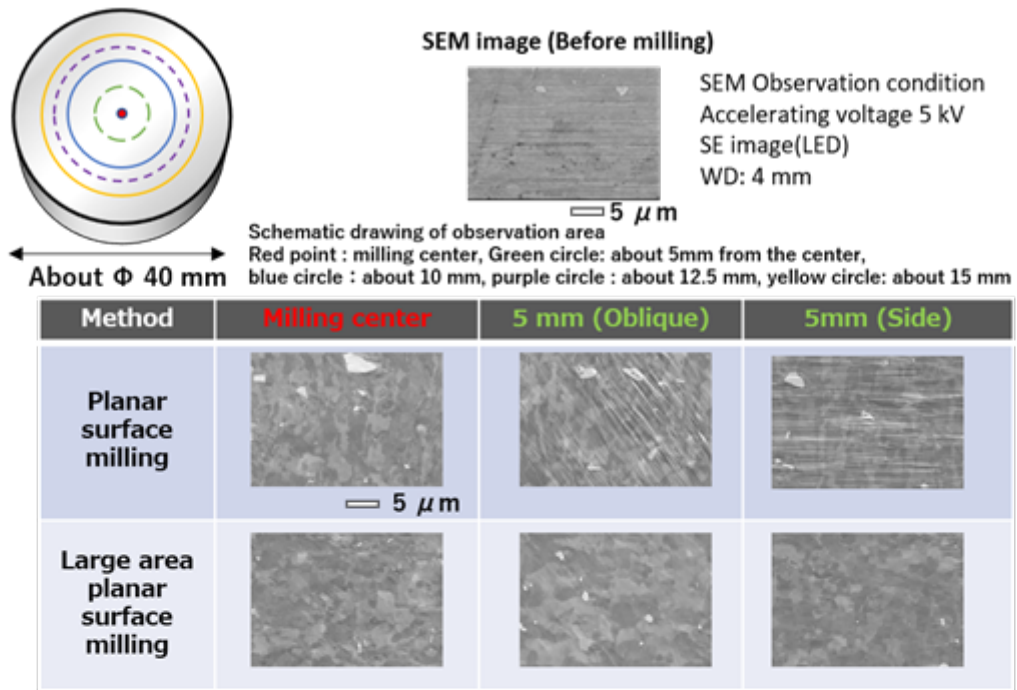 SEM image (Before milling)
SEM Observation condition
Accelerating voltage 5 kV
SE image(LED)
WD: 4 mm
5 μm
About Φ 40 mm
Schematic drawing of observation area
Red point : milling center, Green circle: about 5mm from the center,
blue circle : about 10 mm, purple circle : about 12.5 mm, yellow circle: about 15 mm
Method
Milling center
5 mm (Oblique)
5mm (Side)
Planar
surface
milling
5 μm
Large area
planar
surface
milling